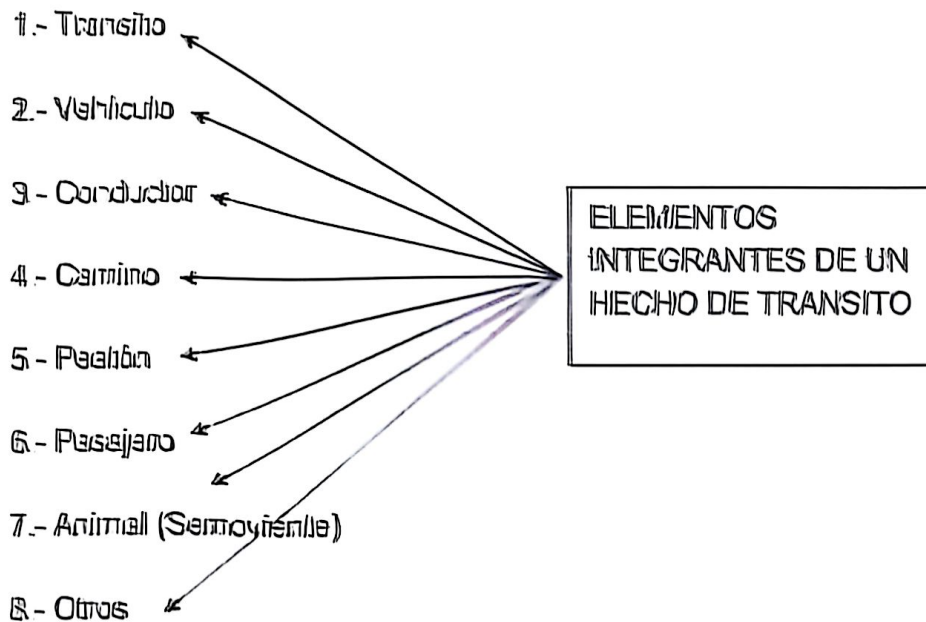 1.- Transito
2.- Vehículo
3.- Conductor
4.- Camino
5.- Peatón
6.- Pasajero
7.- Animal (Semoviente)
8.- Otros
ELEMENTOS
INTEGRANTES DE UN
HECHO DE TRANSITO